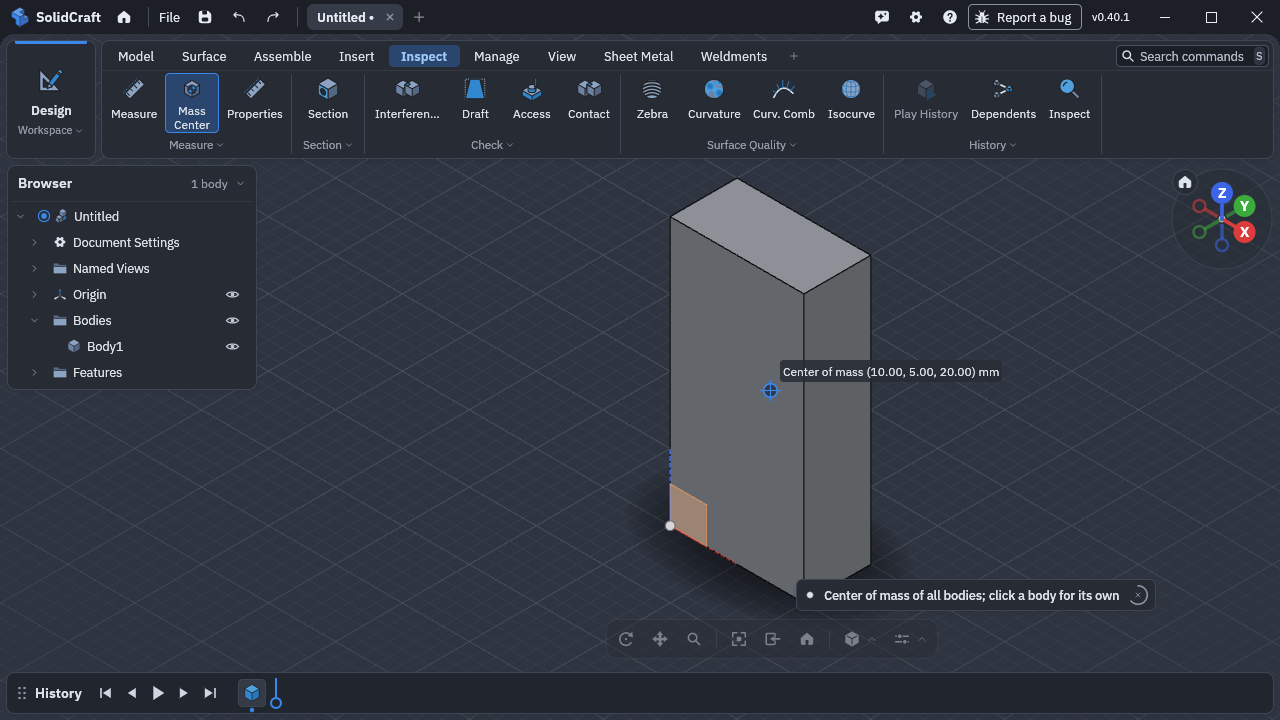 SolidCraft
File
Untitled •
Report a bug
v0.40.1
Design
Workspace
Model
Surface
Assemble
Insert
Inspect
Manage
View
Sheet Metal
Weldments
Search commands
S
Measure
Mass
Center
Properties
Measure
Section
Section
Interferen...
Draft
Access
Contact
Check
Zebra
Curvature
Curv. Comb
Isocurve
Surface Quality
Play History
Dependents
Inspect
History
Browser
1 body
Untitled
Document Settings
Named Views
Origin
Bodies
Body1
Features
Z
Y
X
Center of mass (10.00, 5.00, 20.00) mm
Center of mass of all bodies; click a body for its own
History